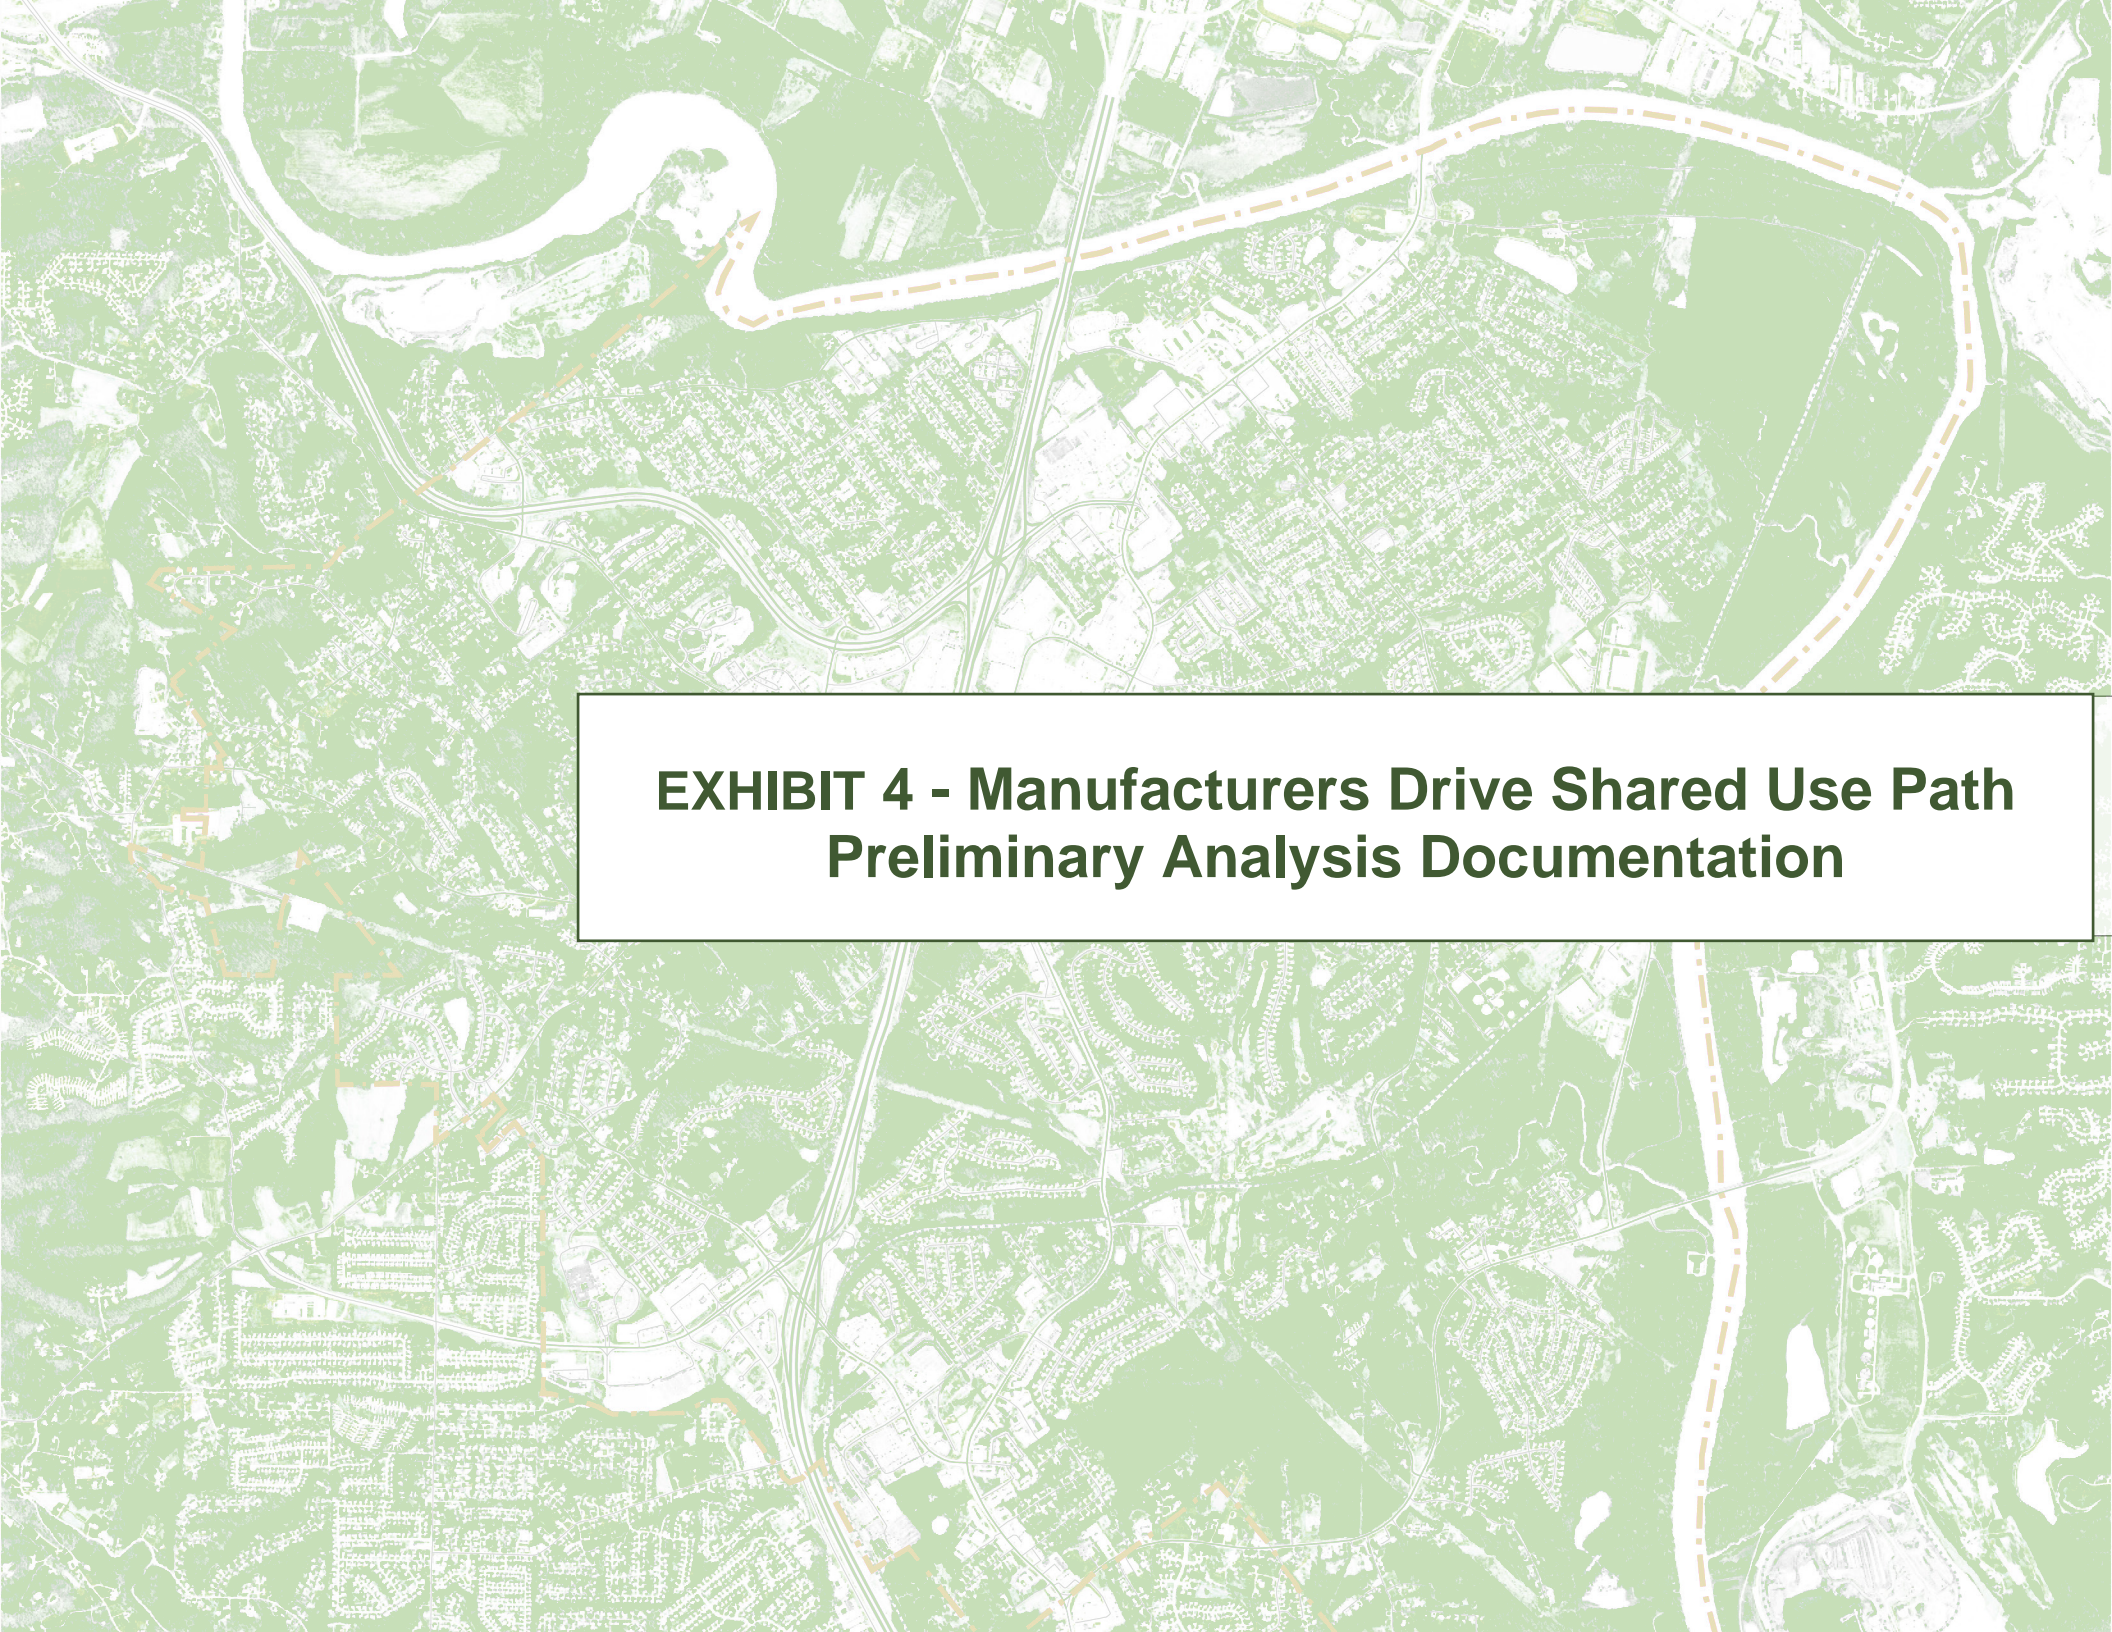 EXHIBIT 4 - Manufacturers Drive Shared Use Path
Preliminary Analysis Documentation